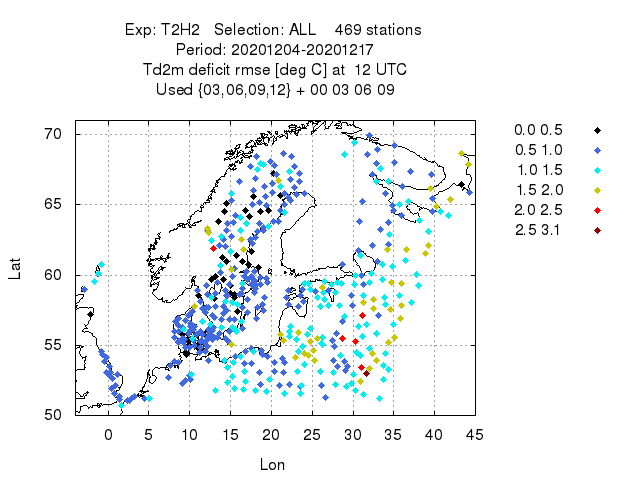 Exp: T2H2 Selection: ALL 469 stations
Period: 20201204-20201217
Td2m deficit rmse [deg C] at 12 UTC
Used {03,06,09,12} + 00 03 06 09
70
65
60
55
50
Lat
0 5 10 15 20 25 30 35 40 45
Lon
0.0 0.5
0.5 1.0
1.0 1.5
1.5 2.0
2.0 2.5
2.5 3.1